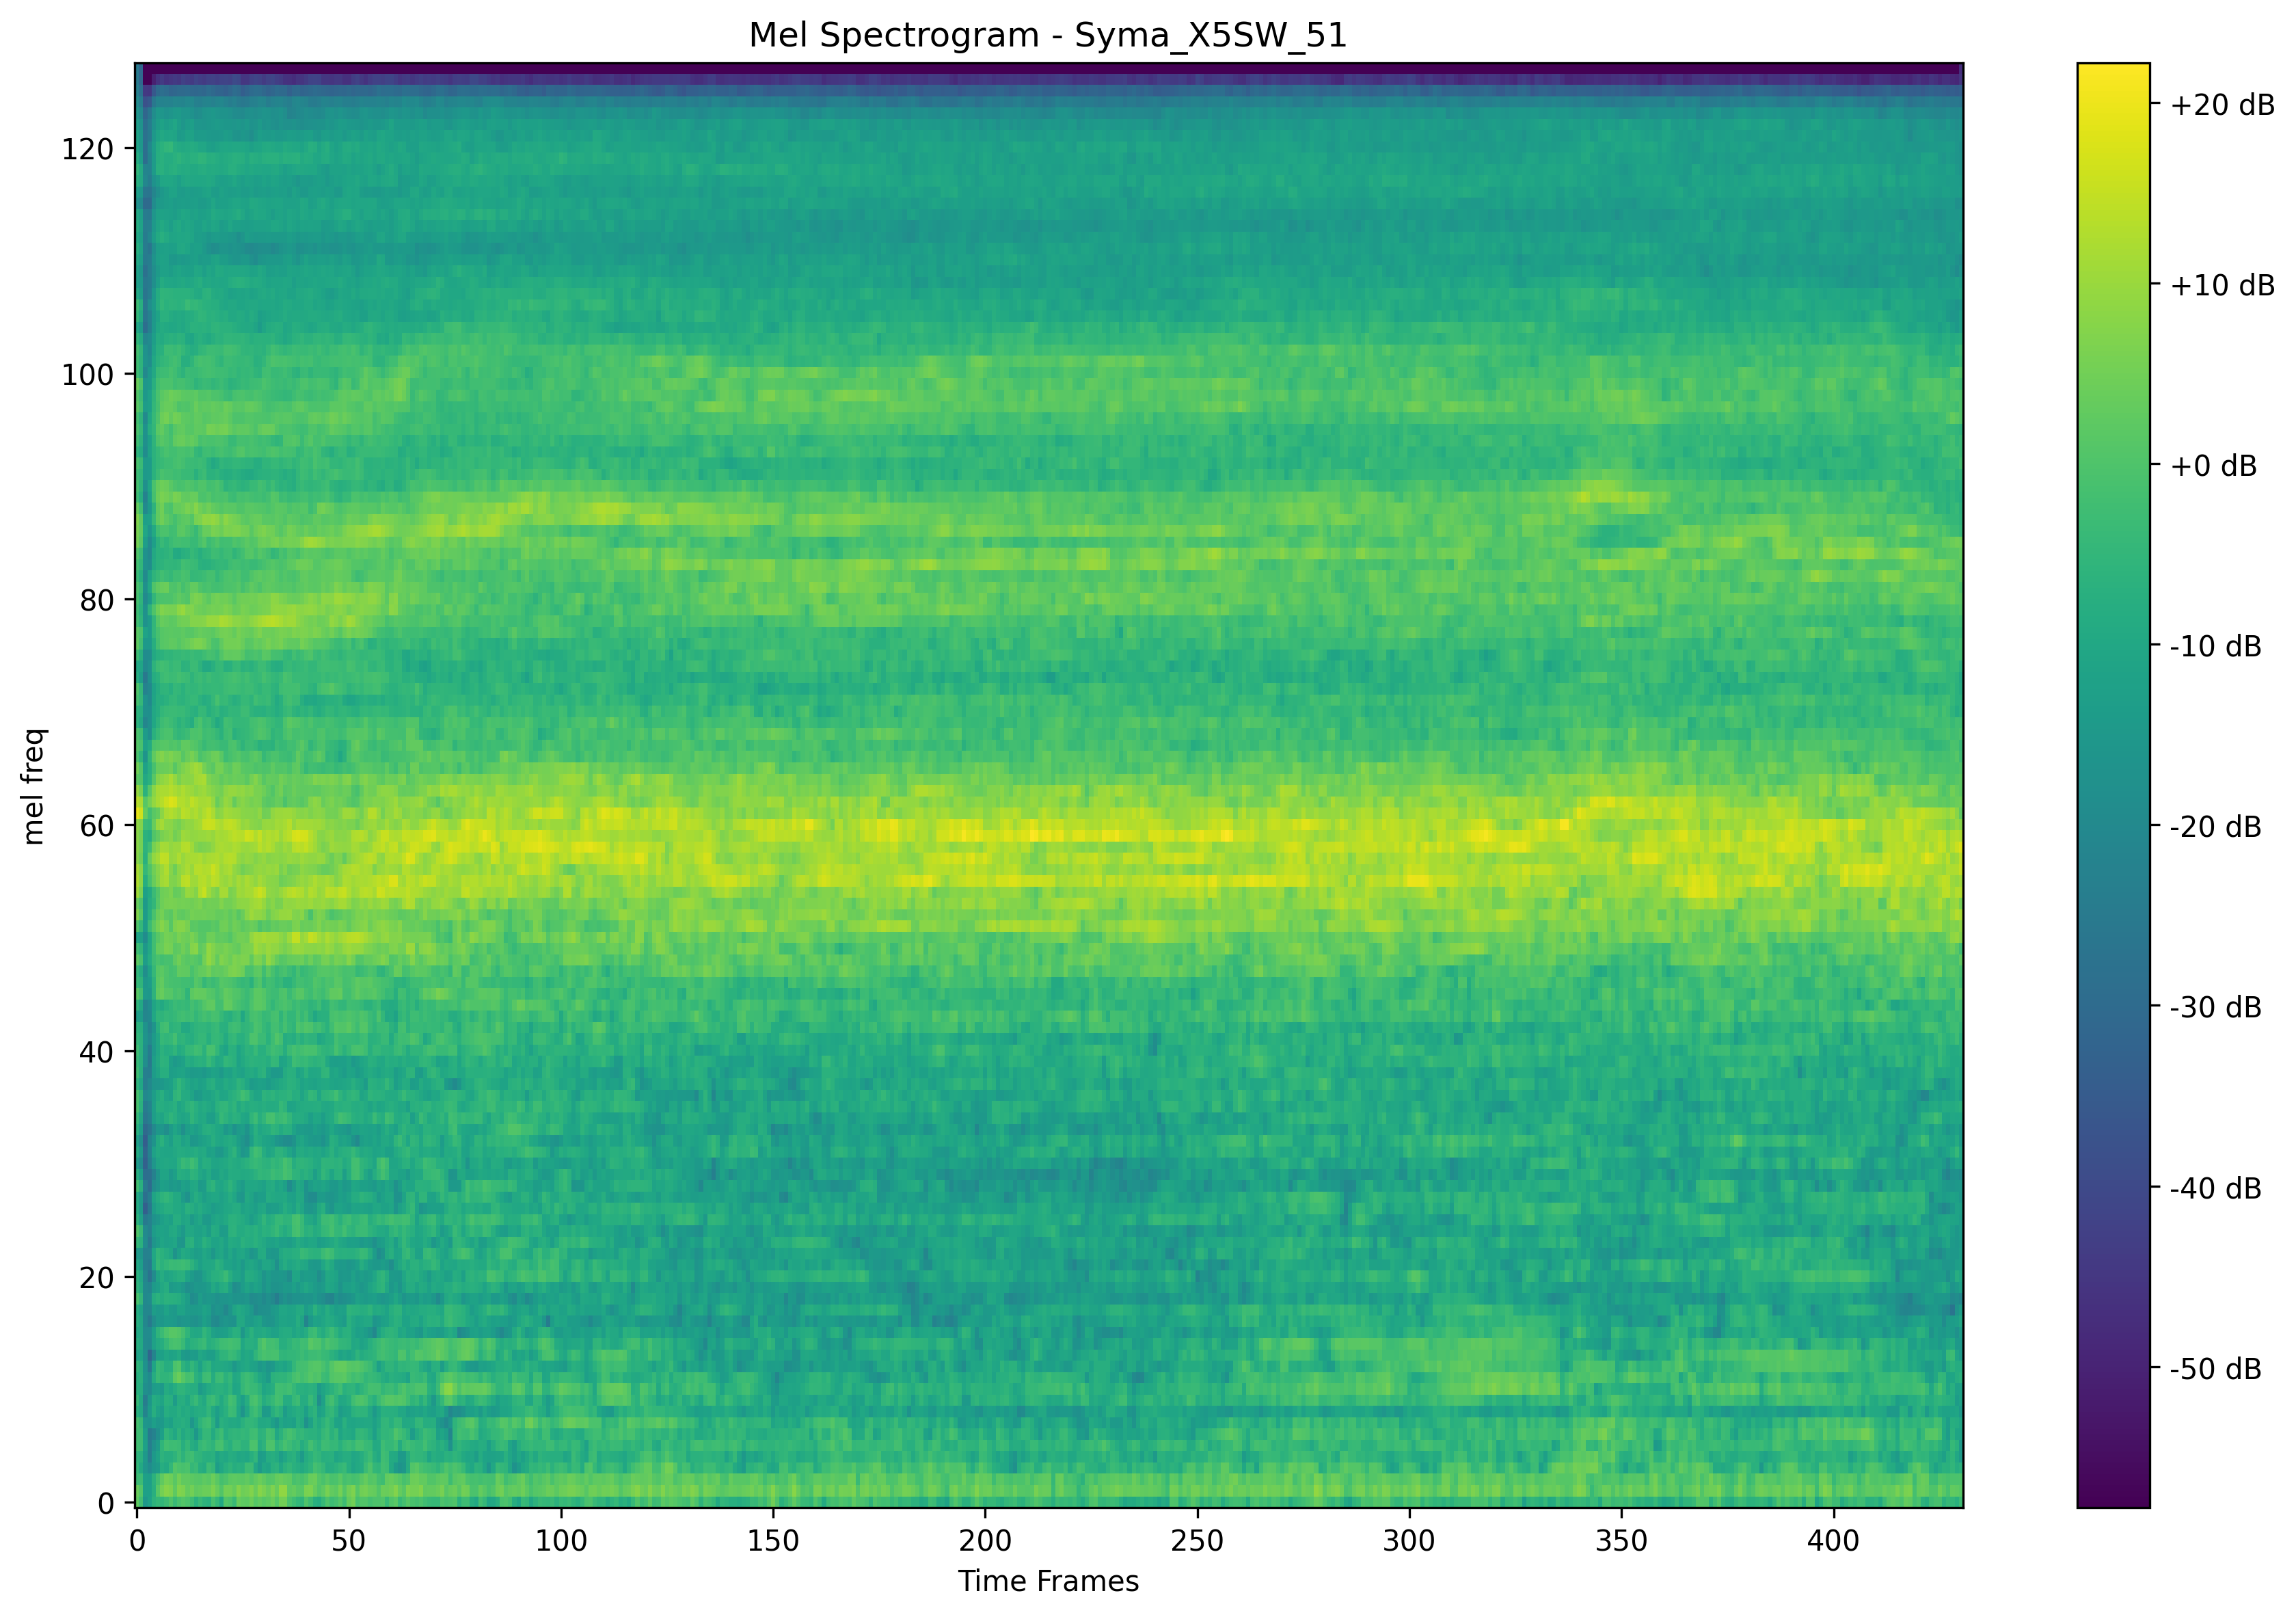 Mel Spectrogram - Syma_X5SW_51
mel freq
120
100
80
60
40
20
0
0 50 100 150 200 250 300 350 400
Time Frames
+20 dB
+10 dB
+0 dB
-10 dB
-20 dB
-30 dB
-40 dB
-50 dB